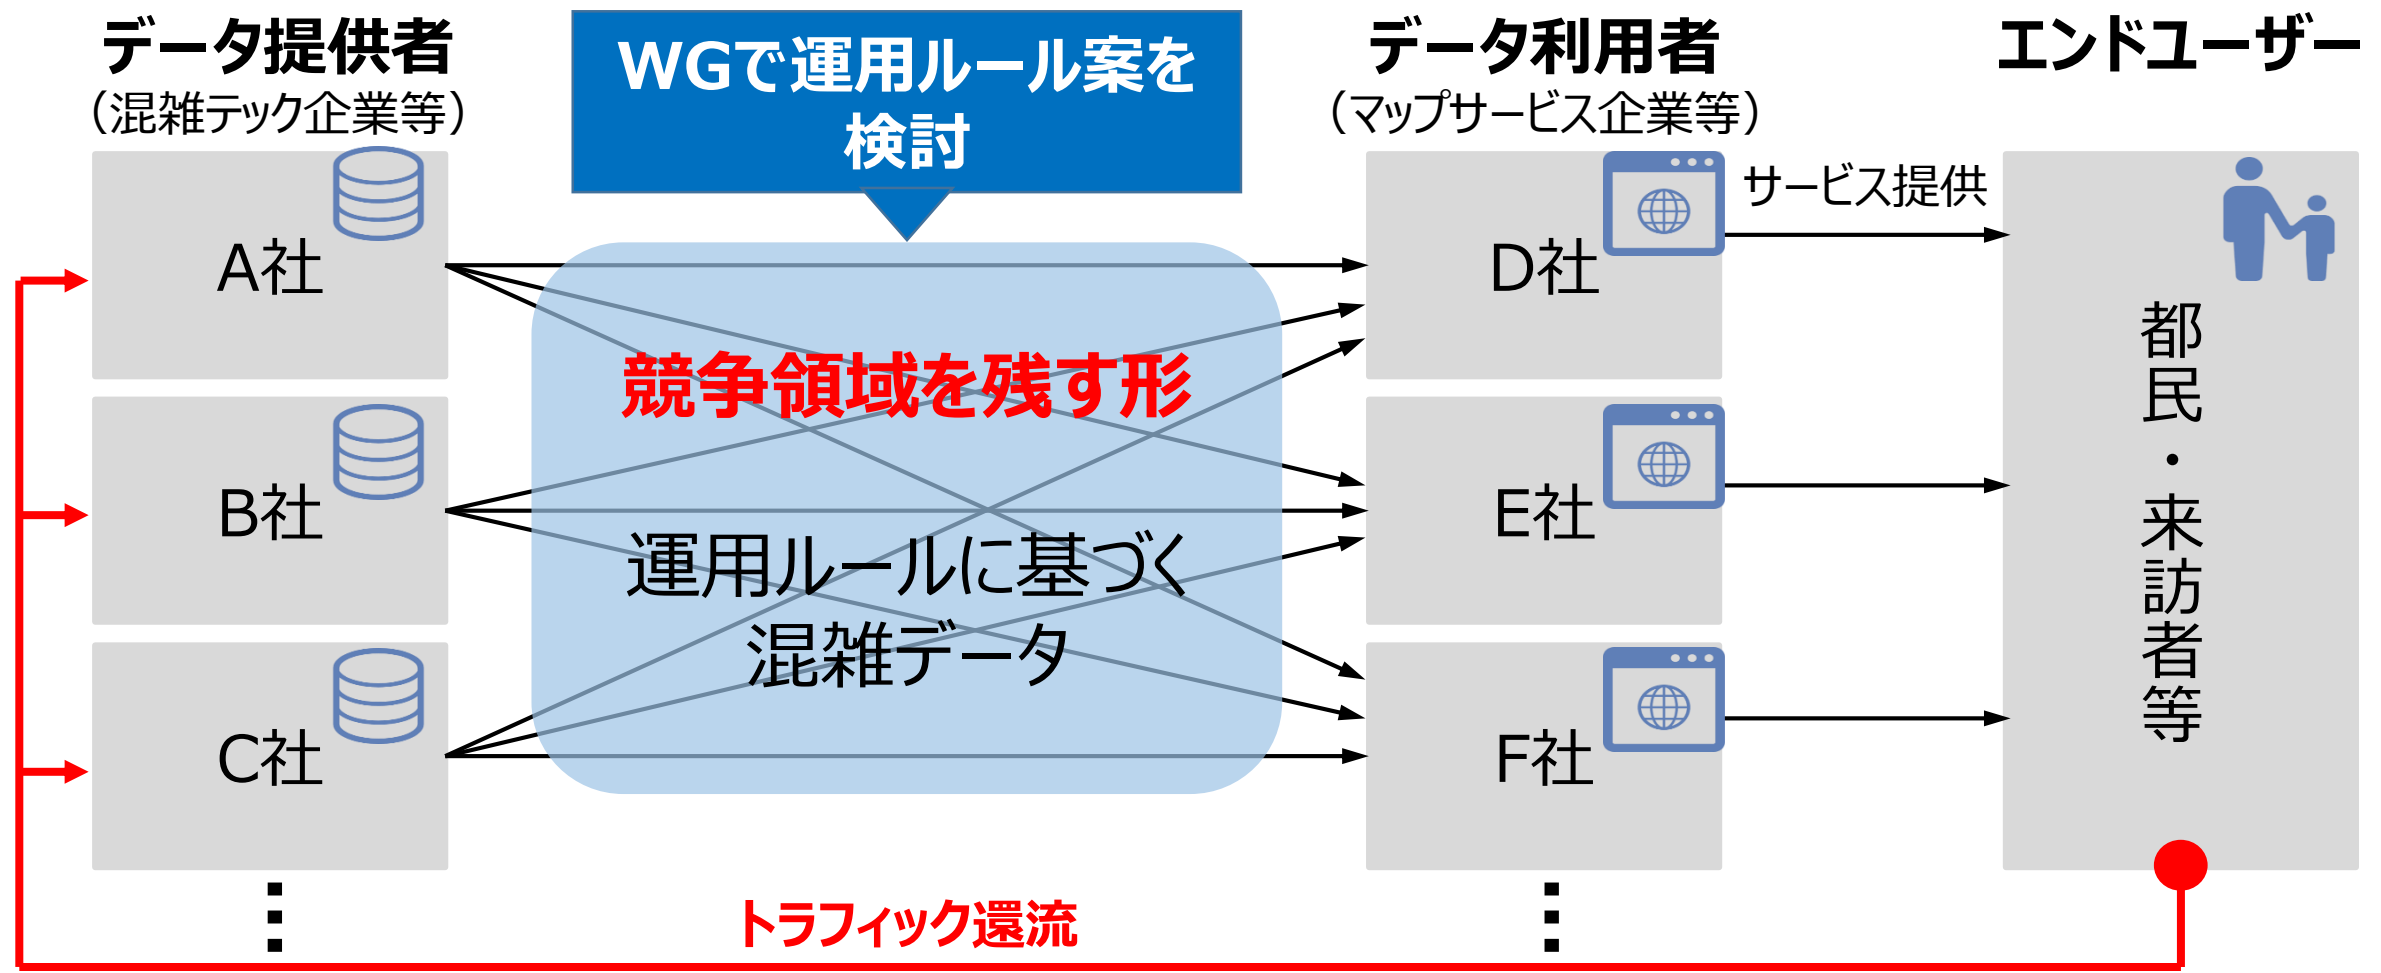 データ提供者
（混雑テック企業等）
WGで運用ルール案を
検討
データ利用者
（マップサービス企業等）
エンドユーザー
A社
B社
C社
競争領域を残す形
運用ルールに基づく
混雑データ
D社
E社
F社
サービス提供
都民・来訪者等
トラフィック還流